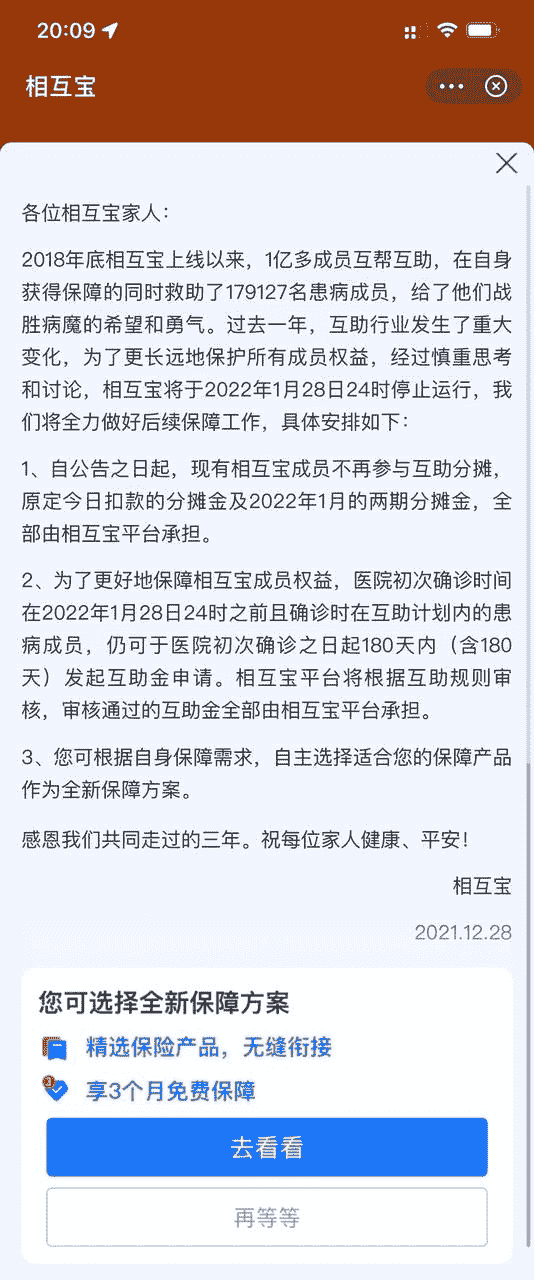 20:09
相互宝
各位相互宝家人：
2018年底相互宝上线以来，1亿多成员互帮互助，在自身
获得保障的同时救助了179127名患病成员，给了他们战
胜病魔的希望和勇气。过去一年，互助行业发生了重大
变化，为了更长远地保护所有成员权益，经过慎重思考
和讨论，相互宝将于2022年1月28日24时停止运行，我
们将全力做好后续保障工作，具体安排如下：
1、自公告之日起，现有相互宝成员不再参与互助分摊，
原定今日扣款的分摊金及2022年1月的两期分摊金，全
部由相互宝平台承担。
2、为了更好地保障相互宝成员权益，医院初次确诊时间
在2022年1月28日24时之前且确诊时在互助计划内的患
病成员，仍可于医院初次确诊之日起180天内（含180
天）发起互助金申请。相互宝平台将根据互助规则审
核，审核通过的互助金全部由相互宝平台承担。
3、您可根据自身保障需求，自主选择适合您的保障产品
作为全新保障方案。
感恩我们共同走过的三年。祝每位家人健康、平安！
相互宝
2021.12.28
您可选择全新保障方案
精选保险产品，无缝衔接
享3个月免费保障
去看看
再等等